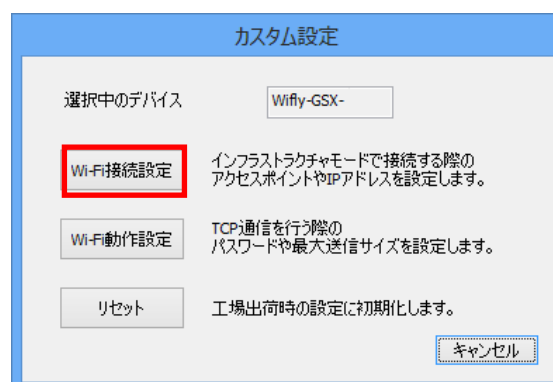 カスタム設定
選択中のデバイス
Wifly-GSX-
Wi-Fi接続設定
インフラストラクチャモードで接続する際の
アクセスポイントやIPアドレスを設定します。
Wi-Fi動作設定
TCP通信を行う際の
パスワードや最大送信サイズを設定します。
リセット
工場出荷時の設定に初期化します。
キャンセル